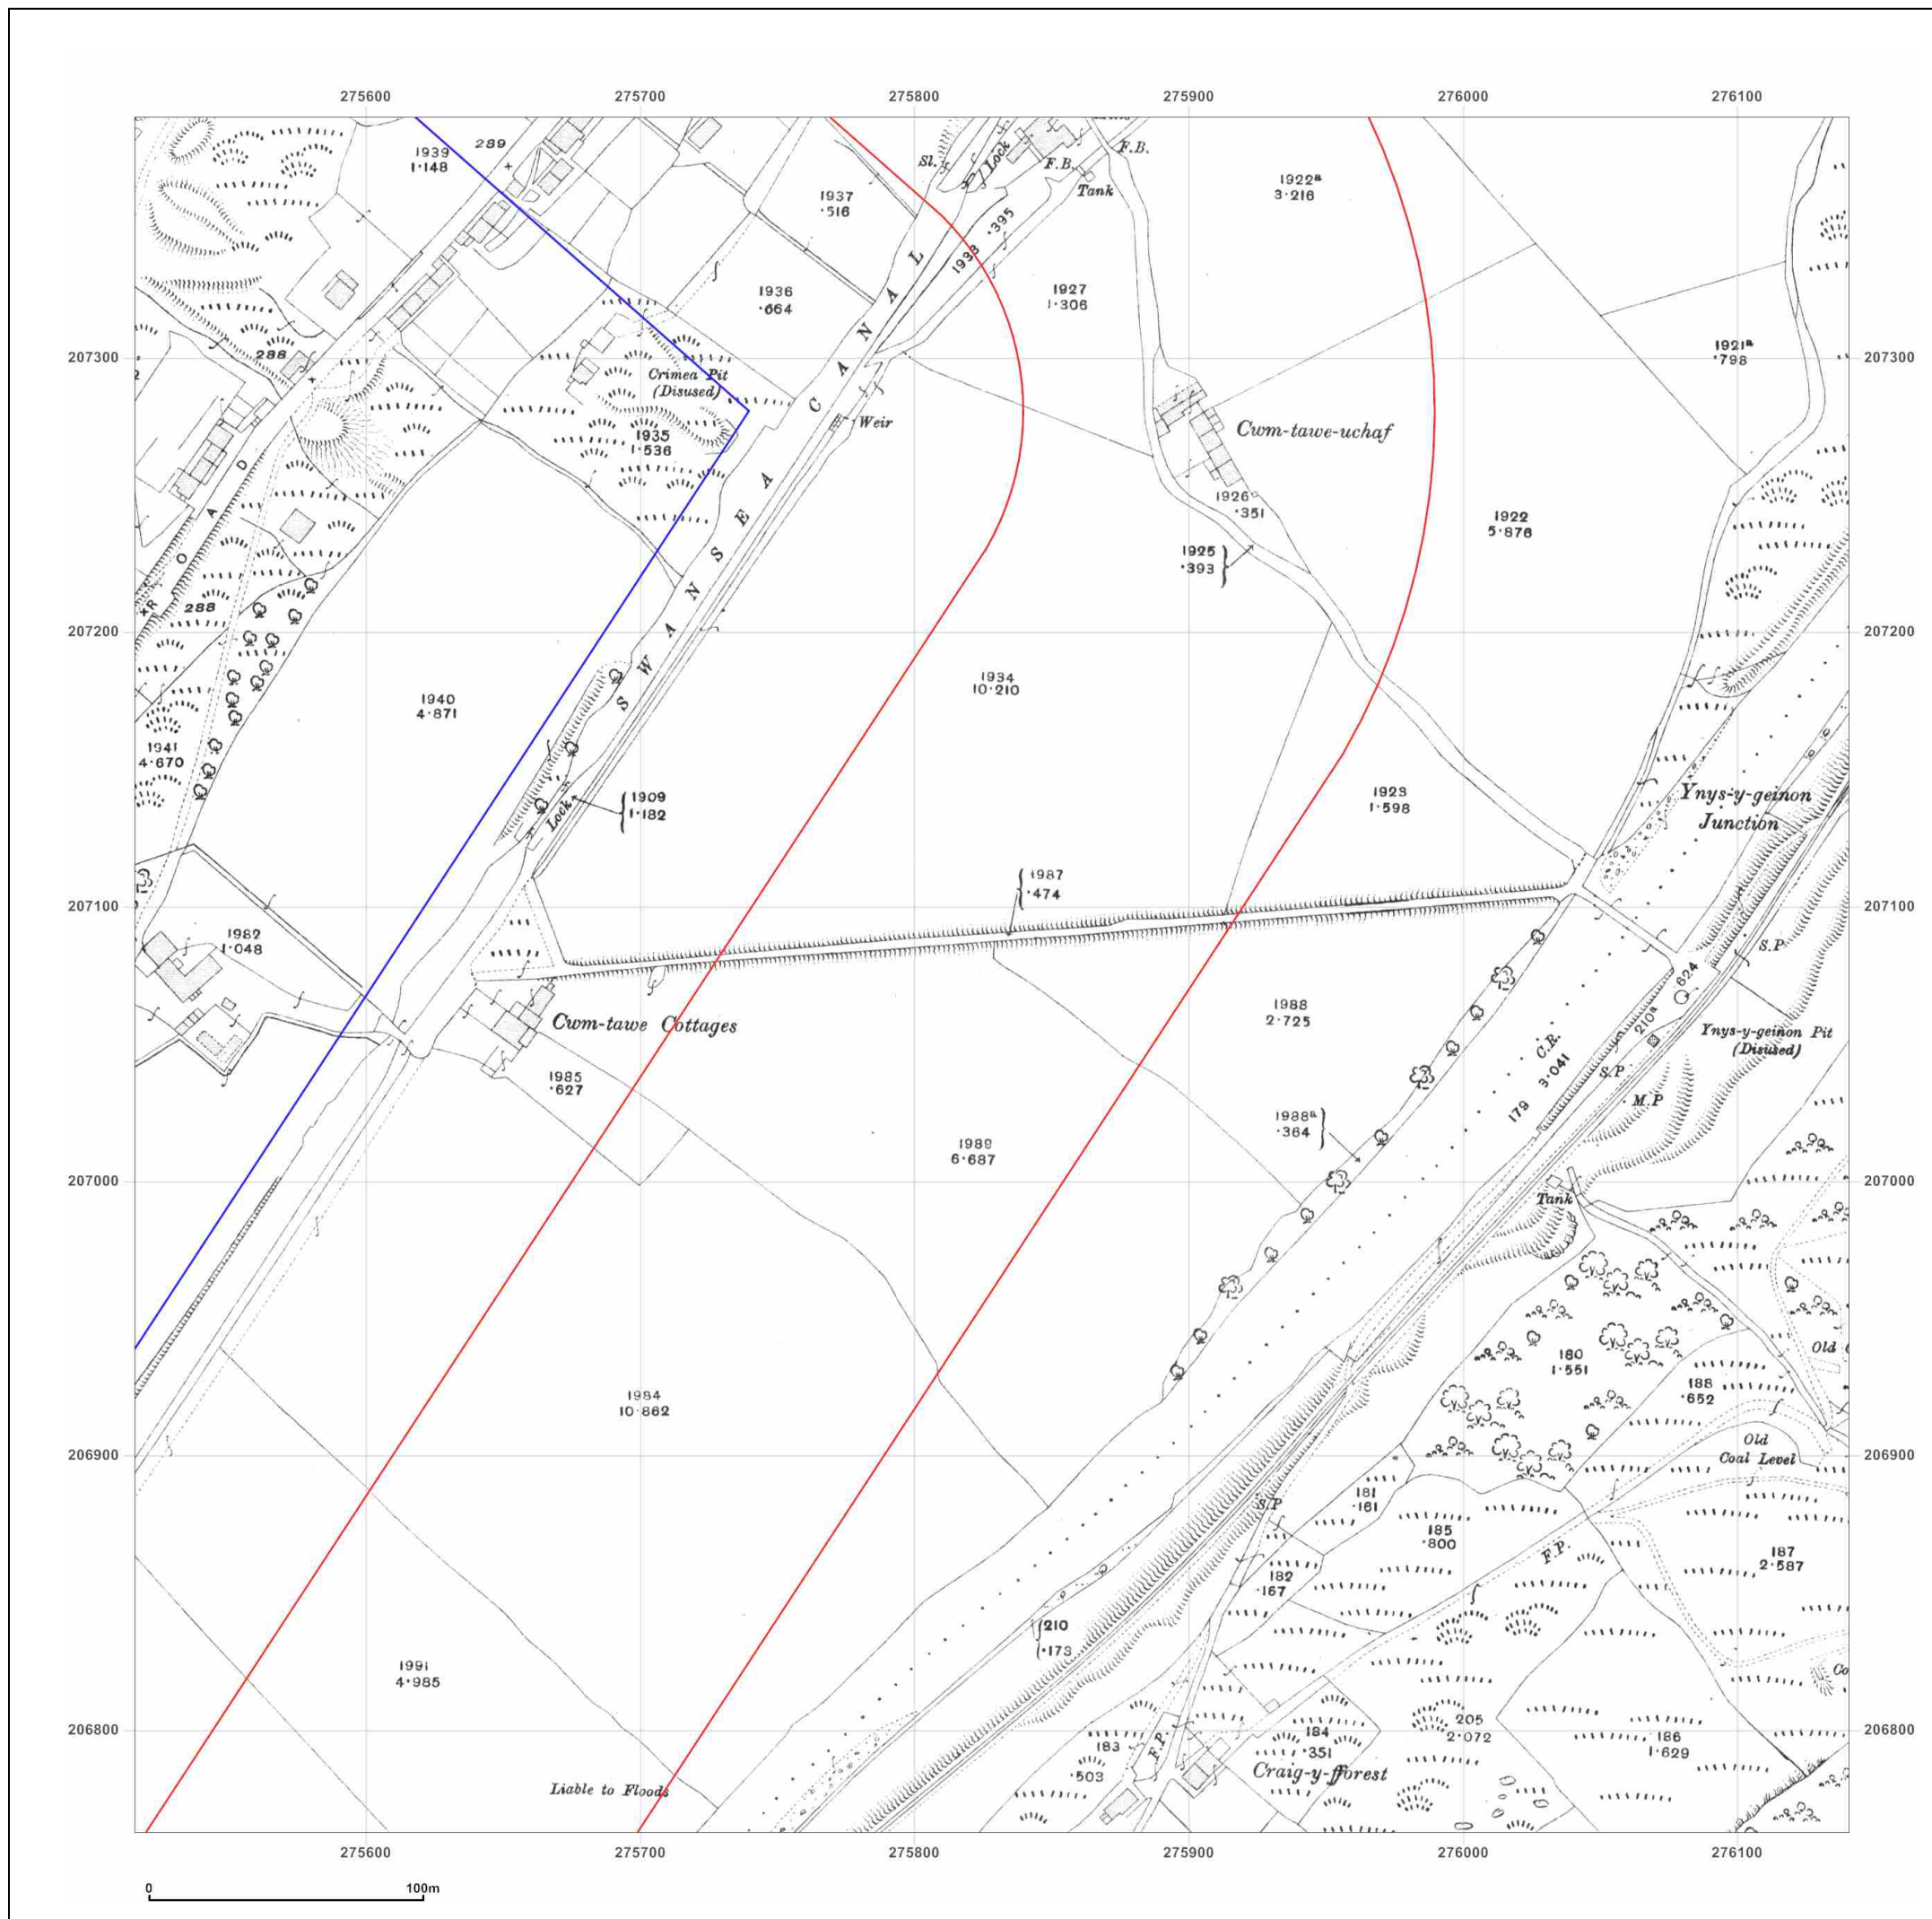 275600 275700 275800 275900 276000 276100
1939
1·148
289
Sl.
Lock
F.B.
F.B.
Tank
1937
·516
1922ª
3·216
1938
·395
1936
·664
1927
1·306
207300
288
Crimea Pit
(Disused)
1921ª
·798
207300
1935
1·536
Weir
Cwm-tawe-uchaf
SWANSEA CANAL
ROAD
1926
·351
1922
5·876
1925
·393
288
207200
207200
1940
4·871
1934
10·210
1941
4·670
1909
1·182
Lock
1923
1·598
Ynys-y-geinon
Junction
1987
·474
207100
207100
1982
1·048
S.P.
·624
210ª
1988
2·725
Cwm-tawe Cottages
Ynys-y-geinon Pit
(Disused)
C.R.
3·041
179
S.P.
M.P
1985
·627
1988ª
·364
1989
6·687
207000
207000
Tank
Old
180
1·551
188
·652
1984
10·862
Old
Coal Level
206900
206900
S.P
181
·161
185
·800
F.P.
187
2·587
182
·167
210
·173
1991
4·985
Co
206800
206800
183
·503
F.P.
184
·351
205
2·072
186
1·629
Craig-y-fforest
Liable to Floods
275600 275700 275800 275900 276000 276100
0 100m